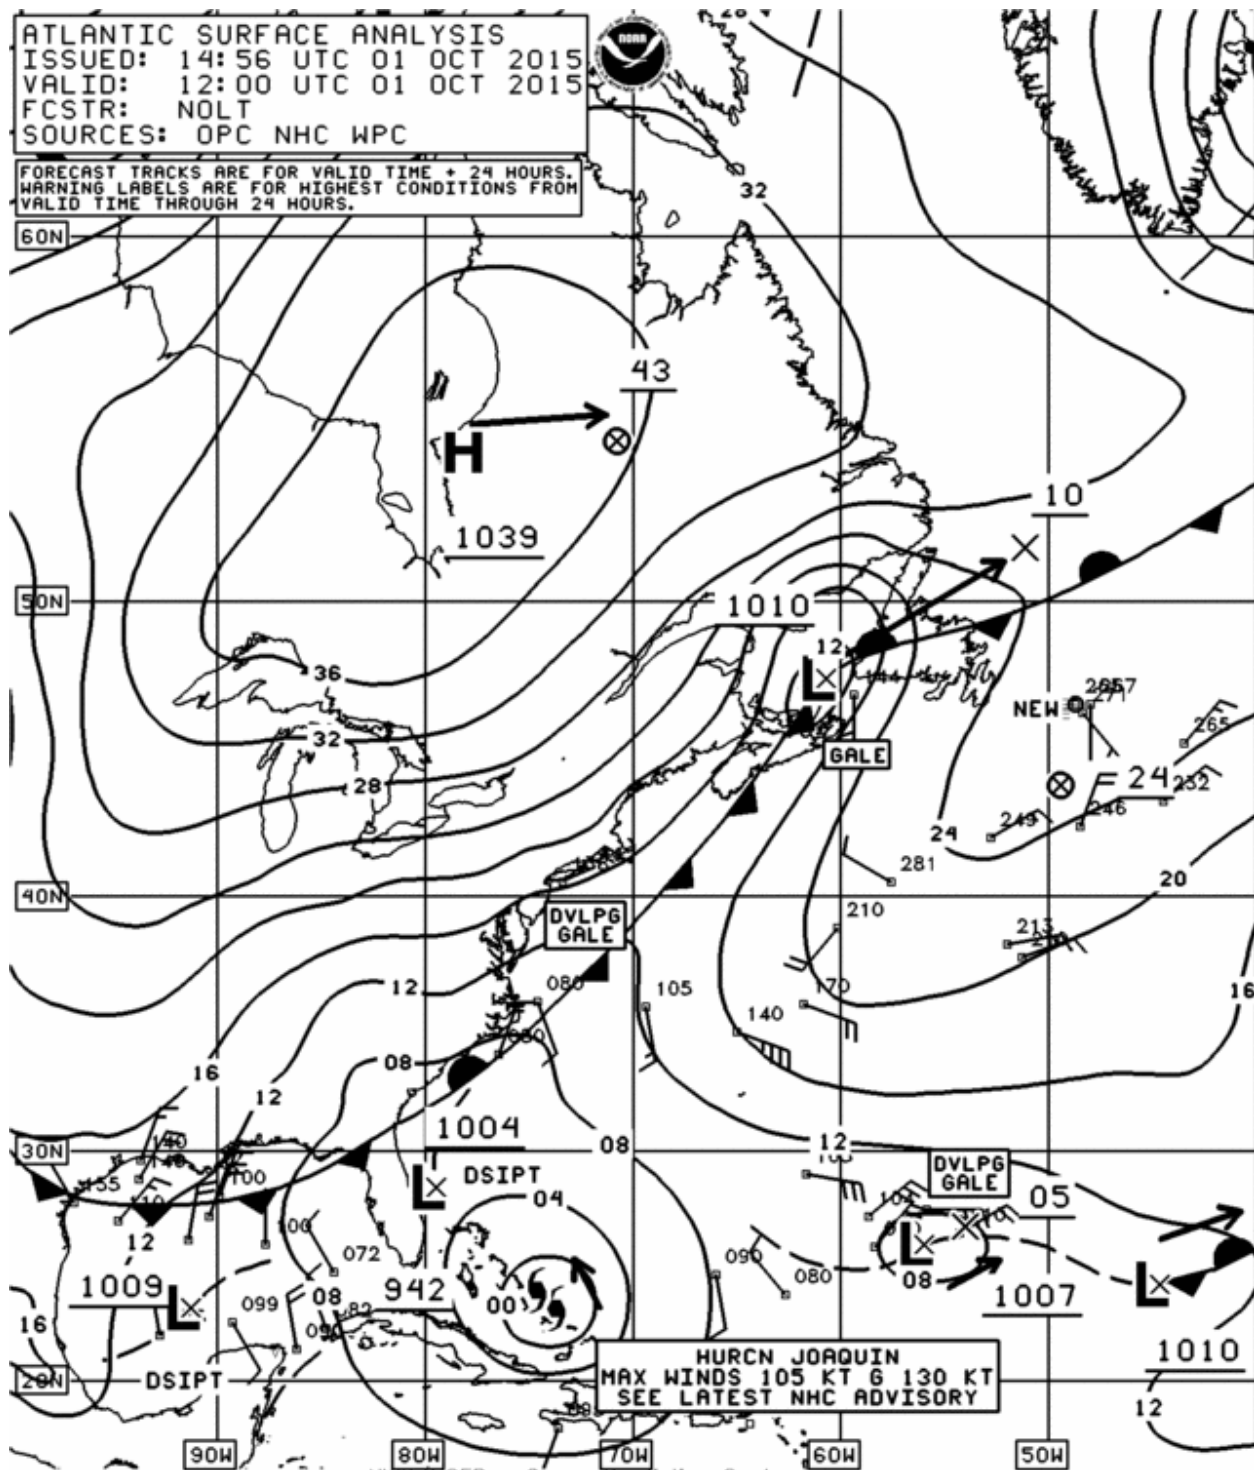 28
ATLANTIC SURFACE ANALYSIS
ISSUED: 14:56 UTC 01 OCT 2015
VALID: 12:00 UTC 01 OCT 2015
FCSTR: NOLT
SOURCES: OPC NHC WPC
NOAA
FORECAST TRACKS ARE FOR VALID TIME + 24 HOURS.
WARNING LABELS ARE FOR HIGHEST CONDITIONS FROM
VALID TIME THROUGH 24 HOURS.
32
60N
43
H
10
1039
50N
1010
12
36
L
NEW
265
32
GALE
28
24
232
246
249
24
281
20
40N
DVLPG
GALE
210
213
12
080
105
170
16
140
08
16
12
1004
08
12
30N
DSIPT
DVLPG
GALE
L
155
100
04
05
L
12
072
090
080
08
1009
942
00
1007
L
L
08
099
16
HURCN JOAQUIN
MAX WINDS 105 KT G 130 KT
SEE LATEST NHC ADVISORY
1010
20N
DSIPT
12
90W
80W
70W
60W
50W